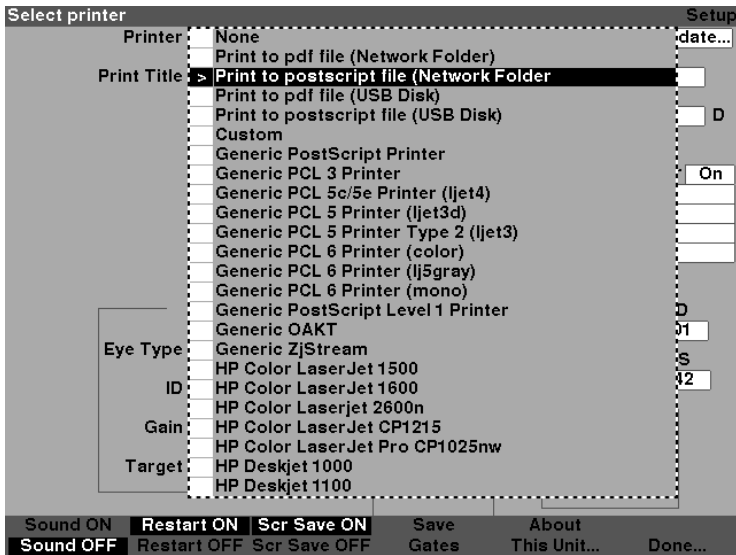 Select printer Setup
Printer None date...
Print to pdf file (Network Folder)
Print Title > Print to postscript file (Network Folder
Print to pdf file (USB Disk)
Print to postscript file (USB Disk) D
Custom
Generic PostScript Printer
Generic PCL 3 Printer On
Generic PCL 5c/5e Printer (ljet4)
Generic PCL 5 Printer (ljet3d)
Generic PCL 5 Printer Type 2 (ljet3)
Generic PCL 6 Printer (color)
Generic PCL 6 Printer (lj5gray)
Generic PCL 6 Printer (mono)
Generic PostScript Level 1 Printer
Generic OAKT
Eye Type Generic ZjStream
HP Color LaserJet 1500
ID HP Color LaserJet 1600
HP Color Laserjet 2600n
Gain HP Color LaserJet CP1215
HP Color LaserJet Pro CP1025nw
Target HP Deskjet 1000
HP Deskjet 1100
Sound ON Restart ON Scr Save ON Save About
Sound OFF Restart OFF Scr Save OFF Gates This Unit... Done...